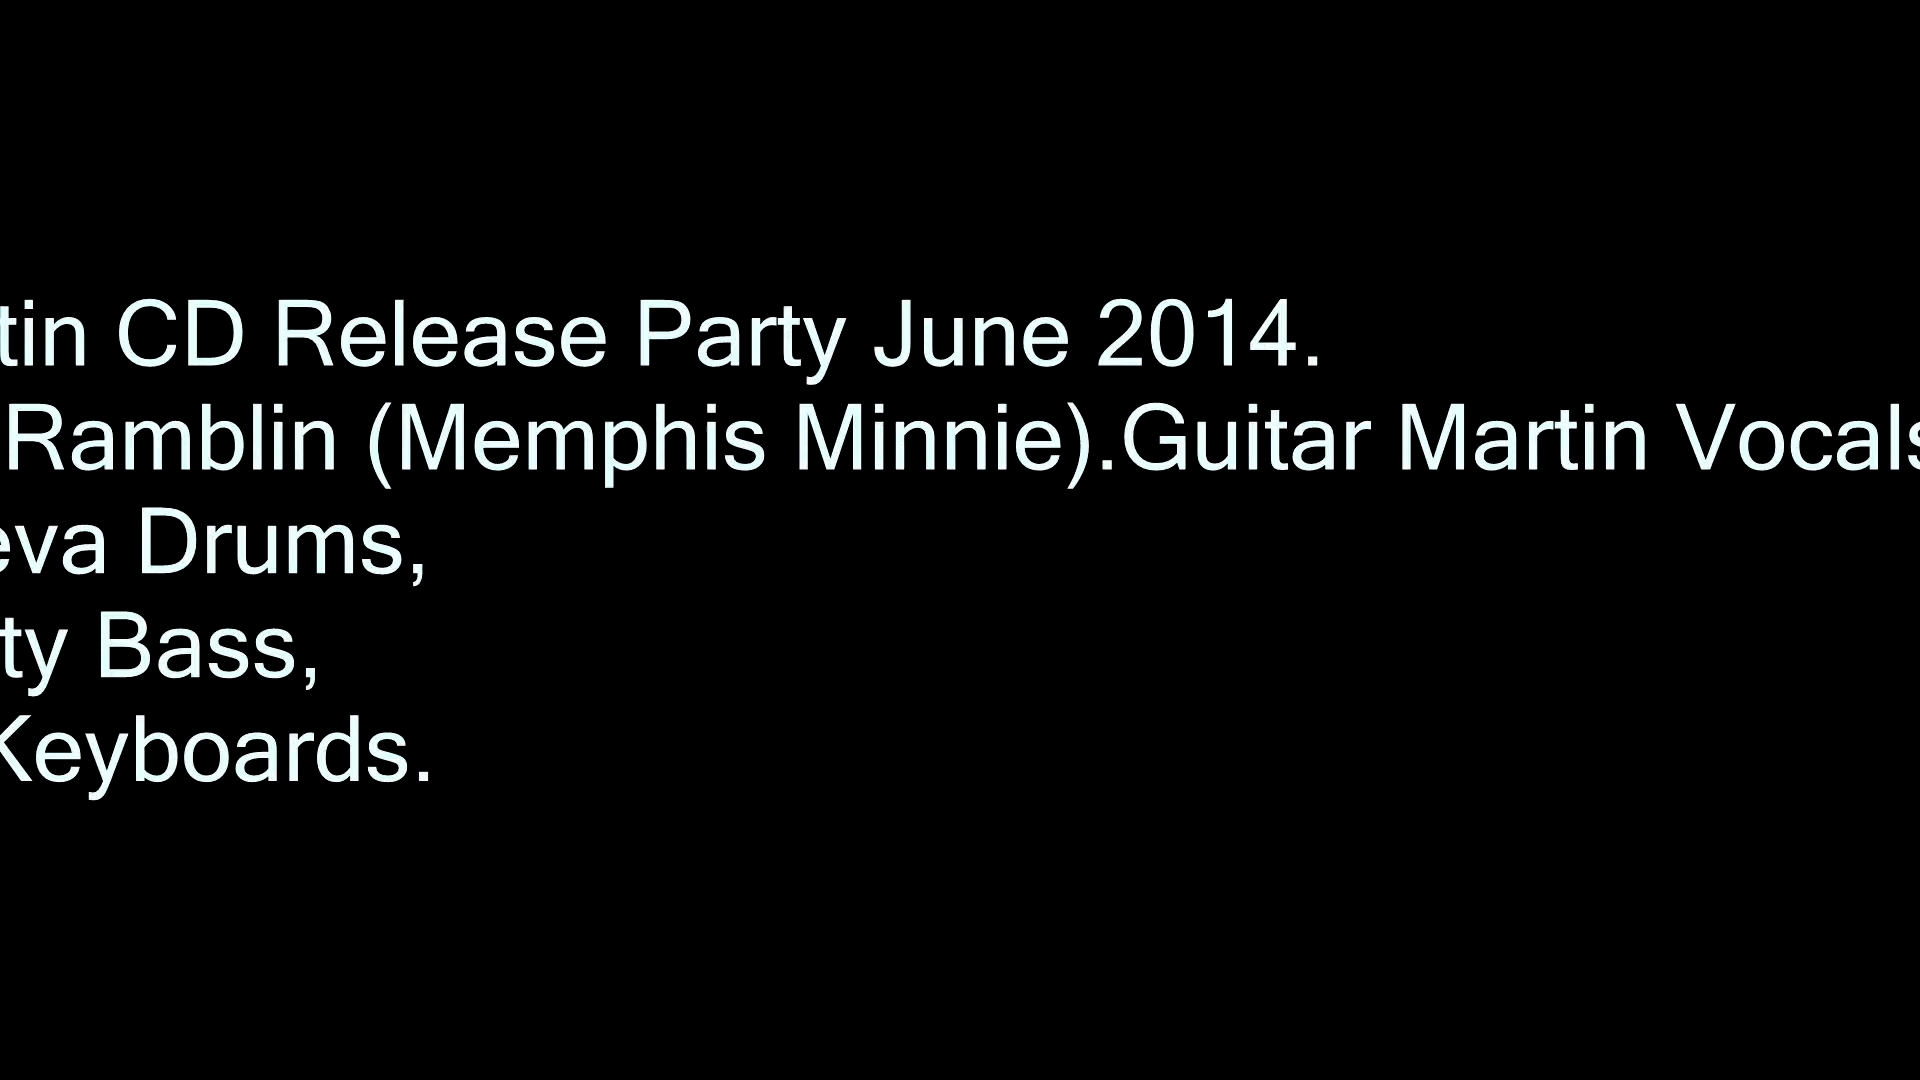 tin CD Release Party June 2014.
Ramblin (Memphis Minnie).Guitar Martin Vocals
eva Drums,
ty Bass,
Keyboards.